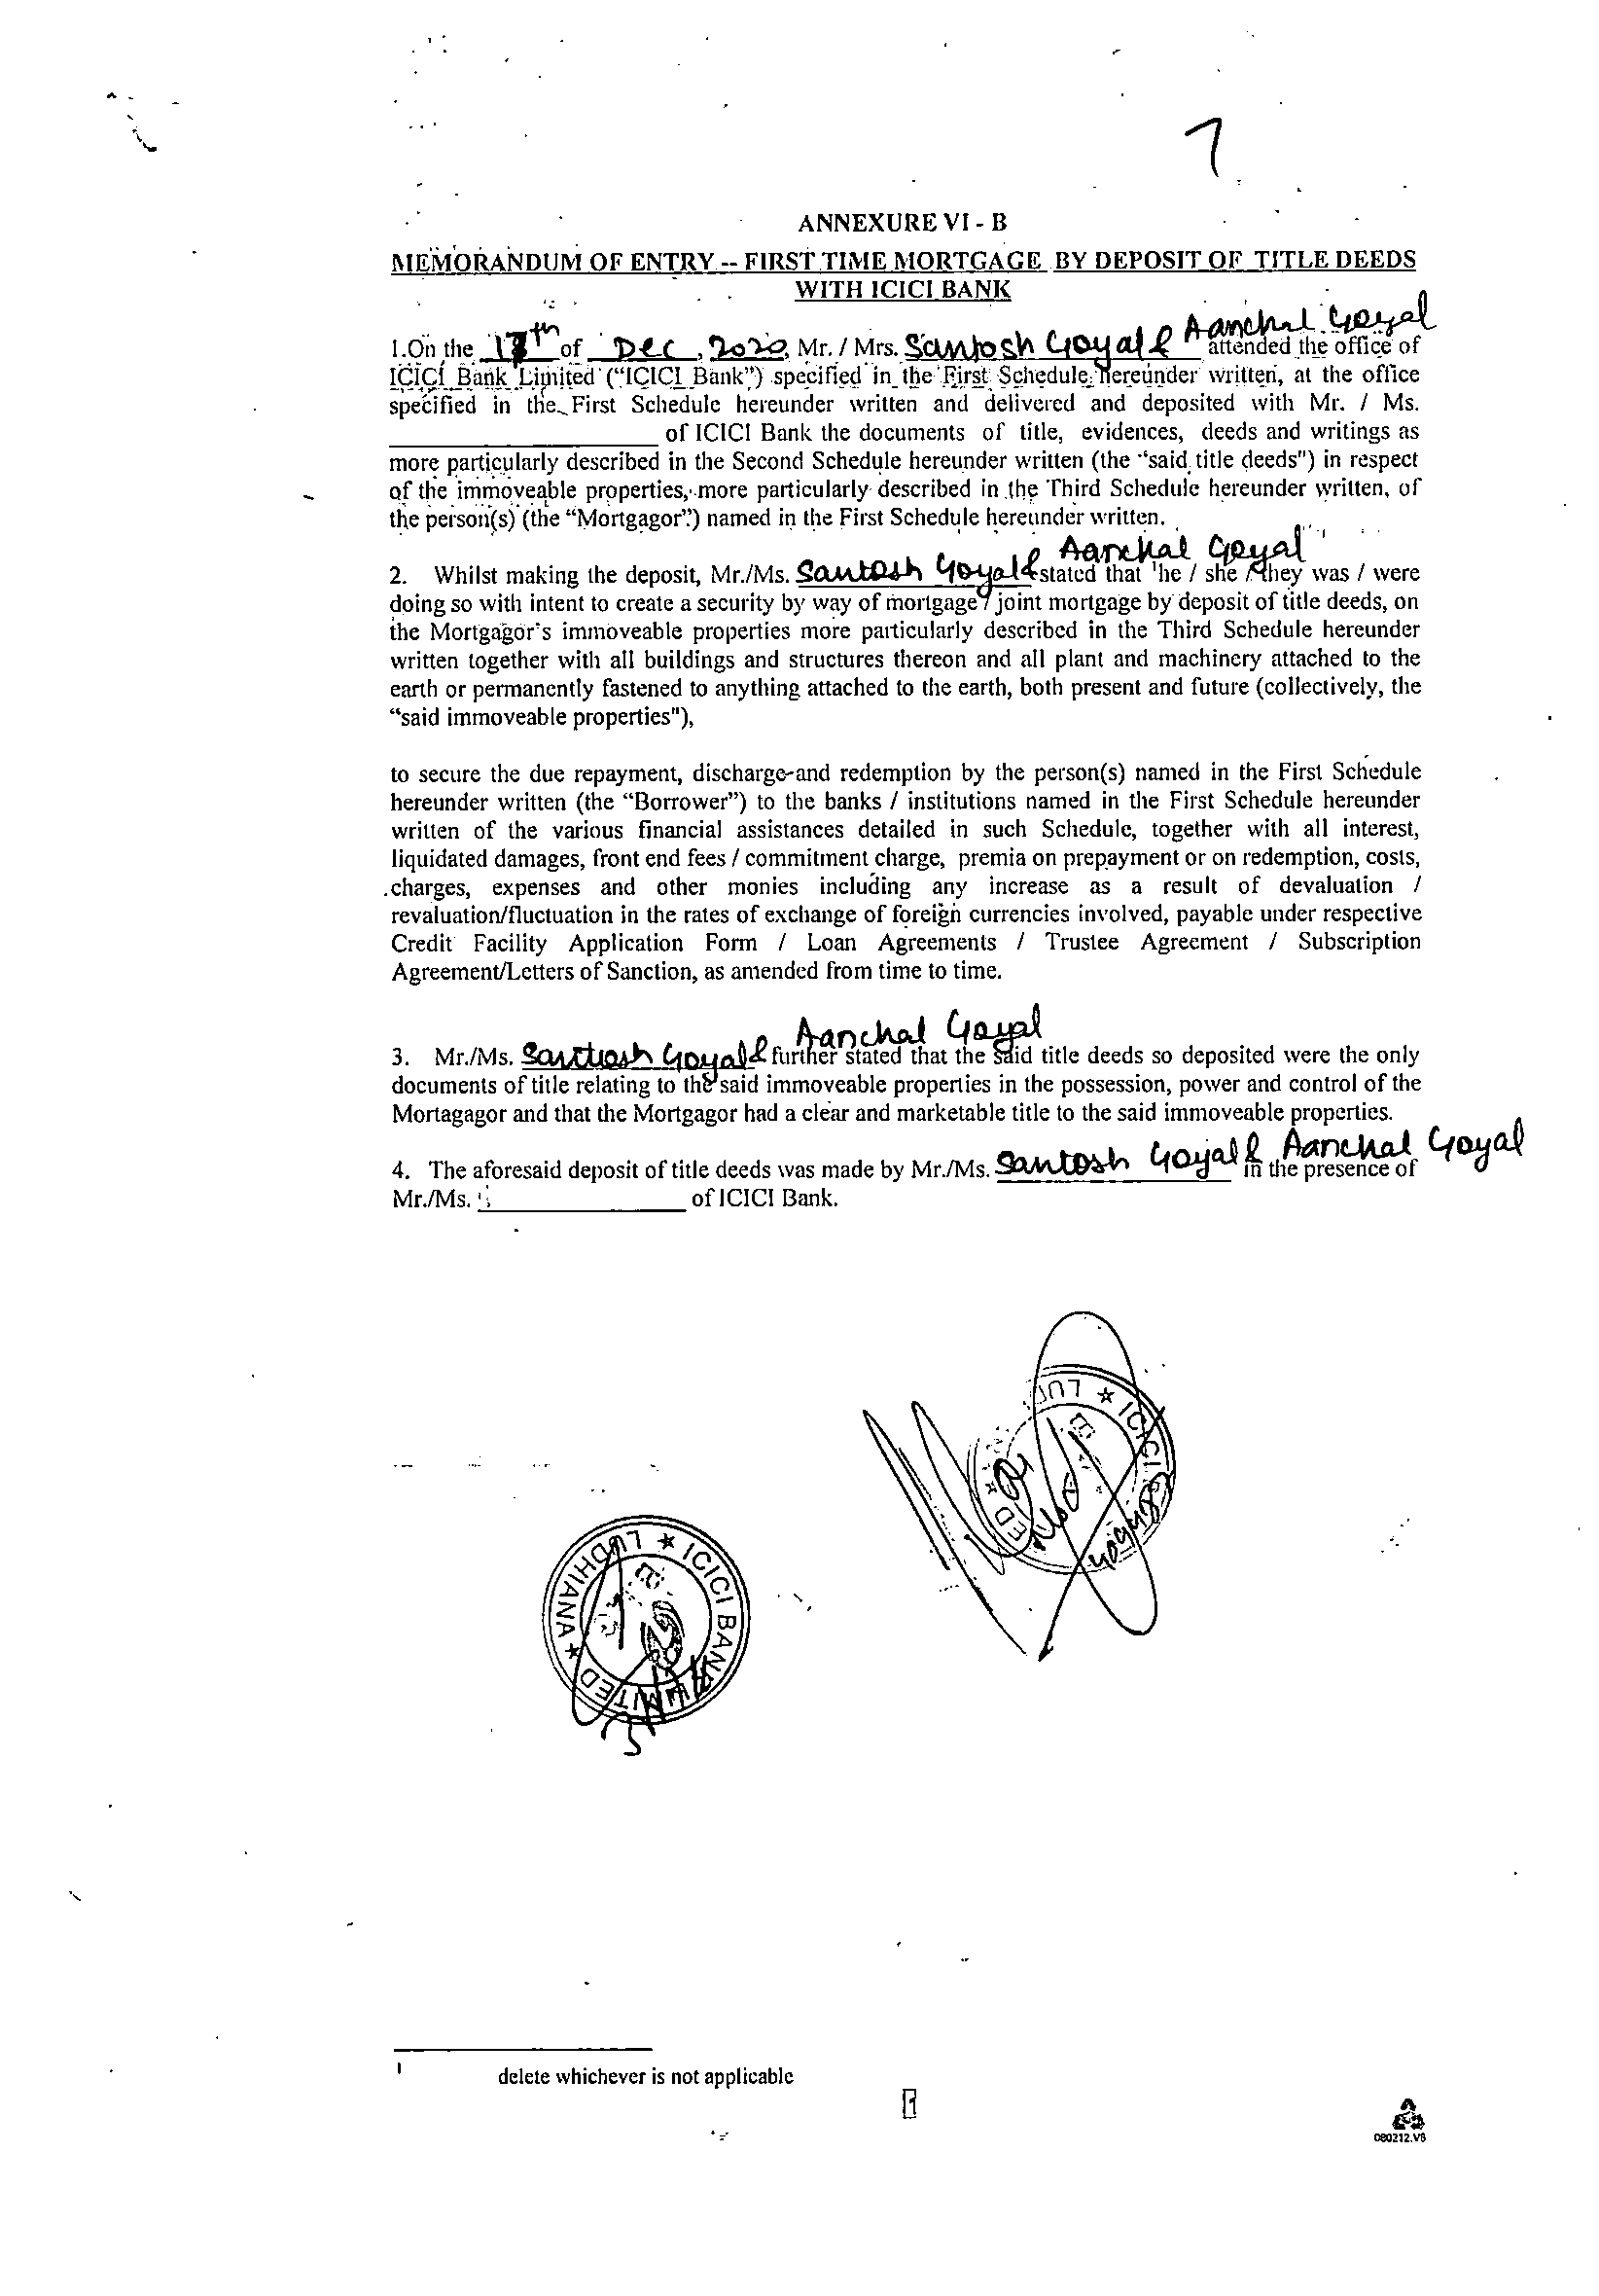 7
ANNEXURE VI - B
MEMORANDUM OF ENTRY -- FIRST TIME MORTGAGE BY DEPOSIT OF TITLE DEEDS
WITH ICICI BANK
1.On the of Dec, 2020, Mr. / Mrs. Santosh Goyal & Aanchal Goyal attended the office of
ICICI Bank Limited ("ICICI Bank") specified in the First Schedule hereunder written, at the office
specified in the First Schedule hereunder written and delivered and deposited with Mr. / Ms.
of ICICI Bank the documents of title, evidences, deeds and writings as
more particularly described in the Second Schedule hereunder written (the "said title deeds") in respect
of the immoveable properties, more particularly described in the Third Schedule hereunder written, of
the person(s) (the "Mortgagor") named in the First Schedule hereunder written.
2. Whilst making the deposit, Mr./Ms. Santosh Goyal & Aanchal Goyal stated that ¹he / she / they was / were
doing so with intent to create a security by way of mortgage / joint mortgage by deposit of title deeds, on
the Mortgagor's immoveable properties more particularly described in the Third Schedule hereunder
written together with all buildings and structures thereon and all plant and machinery attached to the
earth or permanently fastened to anything attached to the earth, both present and future (collectively, the
"said immoveable properties"),
to secure the due repayment, discharge and redemption by the person(s) named in the First Schedule
hereunder written (the "Borrower") to the banks / institutions named in the First Schedule hereunder
written of the various financial assistances detailed in such Schedule, together with all interest,
liquidated damages, front end fees / commitment charge, premia on prepayment or on redemption, costs,
charges, expenses and other monies including any increase as a result of devaluation /
revaluation/fluctuation in the rates of exchange of foreign currencies involved, payable under respective
Credit Facility Application Form / Loan Agreements / Trustee Agreement / Subscription
Agreement/Letters of Sanction, as amended from time to time.
3. Mr./Ms. Santosh Goyal & Aanchal Goyal further stated that the said title deeds so deposited were the only
documents of title relating to the said immoveable properties in the possession, power and control of the
Mortagagor and that the Mortgagor had a clear and marketable title to the said immoveable properties.
4. The aforesaid deposit of title deeds was made by Mr./Ms. Santosh Goyal & Aanchal Goyal in the presence of
Mr./Ms. of ICICI Bank.
ICICI BANK LIMITED ★ LUDHIANA ★
1 delete whichever is not applicable
1
080212.V8